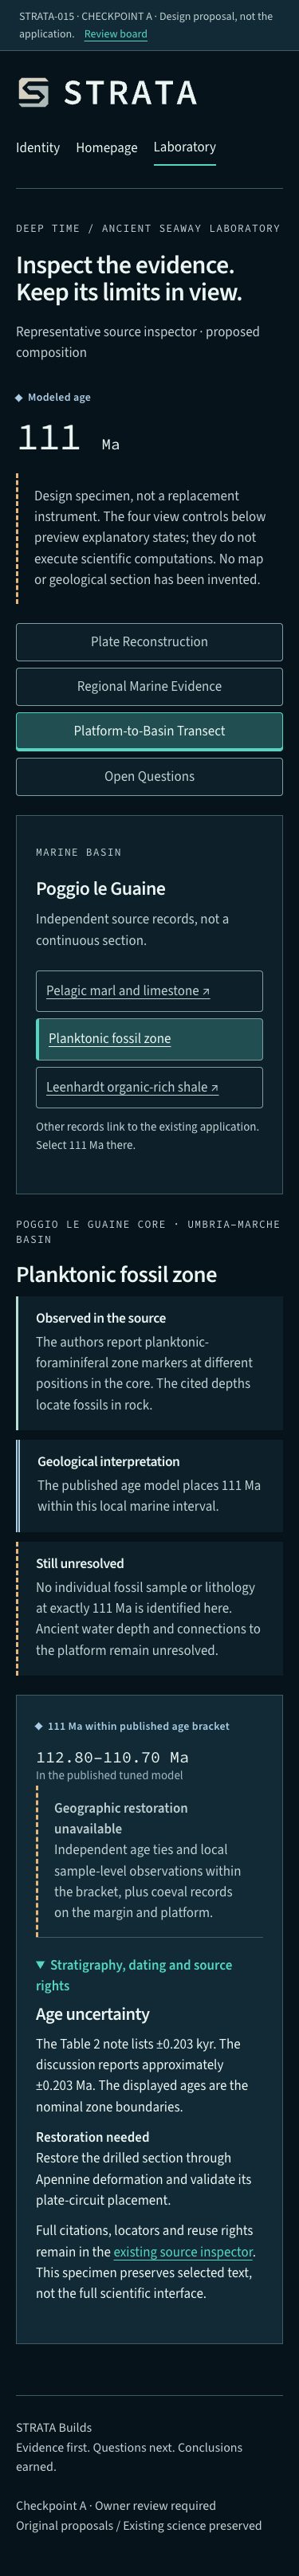 STRATA-015 · CHECKPOINT A · Design proposal, not the
application. Review board
STRATA
Identity Homepage Laboratory
DEEP TIME / ANCIENT SEAWAY LABORATORY
Inspect the evidence.
Keep its limits in view.
Representative source inspector · proposed
composition
◆ Modeled age
111 Ma
Design specimen, not a replacement
instrument. The four view controls below
preview explanatory states; they do not
execute scientific computations. No map
or geological section has been invented.
Plate Reconstruction
Regional Marine Evidence
Platform-to-Basin Transect
Open Questions
MARINE BASIN
Poggio le Guaine
Independent source records, not a
continuous section.
Pelagic marl and limestone ↗
Planktonic fossil zone
Leenhardt organic-rich shale ↗
Other records link to the existing application.
Select 111 Ma there.
POGGIO LE GUAINE CORE · UMBRIA–MARCHE
BASIN
Planktonic fossil zone
Observed in the source
The authors report planktonic-
foraminiferal zone markers at different
positions in the core. The cited depths
locate fossils in rock.
Geological interpretation
The published age model places 111 Ma
within this local marine interval.
Still unresolved
No individual fossil sample or lithology
at exactly 111 Ma is identified here.
Ancient water depth and connections to
the platform remain unresolved.
◆ 111 Ma within published age bracket
112.80–110.70 Ma
In the published tuned model
Geographic restoration
unavailable
Independent age ties and local
sample-level observations within
the bracket, plus coeval records
on the margin and platform.
▼ Stratigraphy, dating and source
rights
Age uncertainty
The Table 2 note lists ±0.203 kyr. The
discussion reports approximately
±0.203 Ma. The displayed ages are the
nominal zone boundaries.
Restoration needed
Restore the drilled section through
Apennine deformation and validate its
plate-circuit placement.
Full citations, locators and reuse rights
remain in the existing source inspector.
This specimen preserves selected text,
not the full scientific interface.
STRATA Builds
Evidence first. Questions next. Conclusions
earned.
Checkpoint A · Owner review required
Original proposals / Existing science preserved